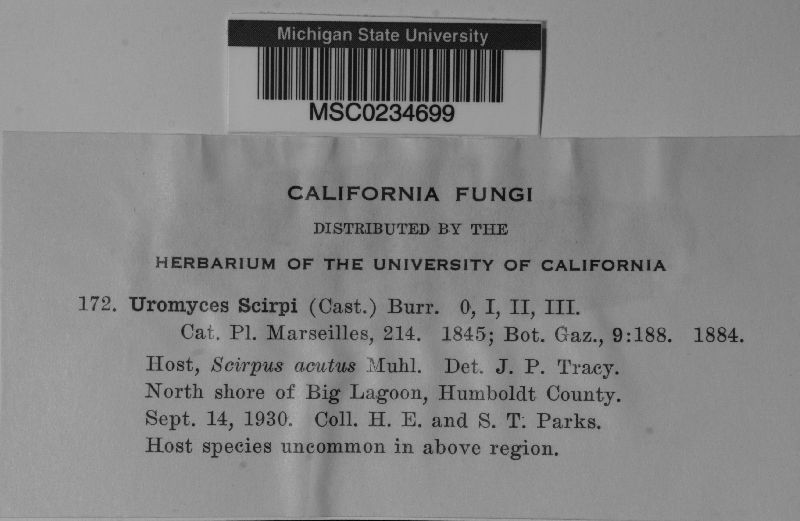 Michigan State University
MSC0234699
CALIFORNIA FUNGI
DISTRIBUTED BY THE
HERBARIUM OF THE UNIVERSITY OF CALIFORNIA
172. Uromyces Scirpi (Cast.) Burr. 0, I, II, III.
Cat. Pl. Marseilles, 214. 1845; Bot. Gaz., 9:188. 1884.
Host, Scirpus acutus Muhl. Det. J. P. Tracy.
North shore of Big Lagoon, Humboldt County.
Sept. 14, 1930. Coll. H. E. and S. T. Parks.
Host species uncommon in above region.